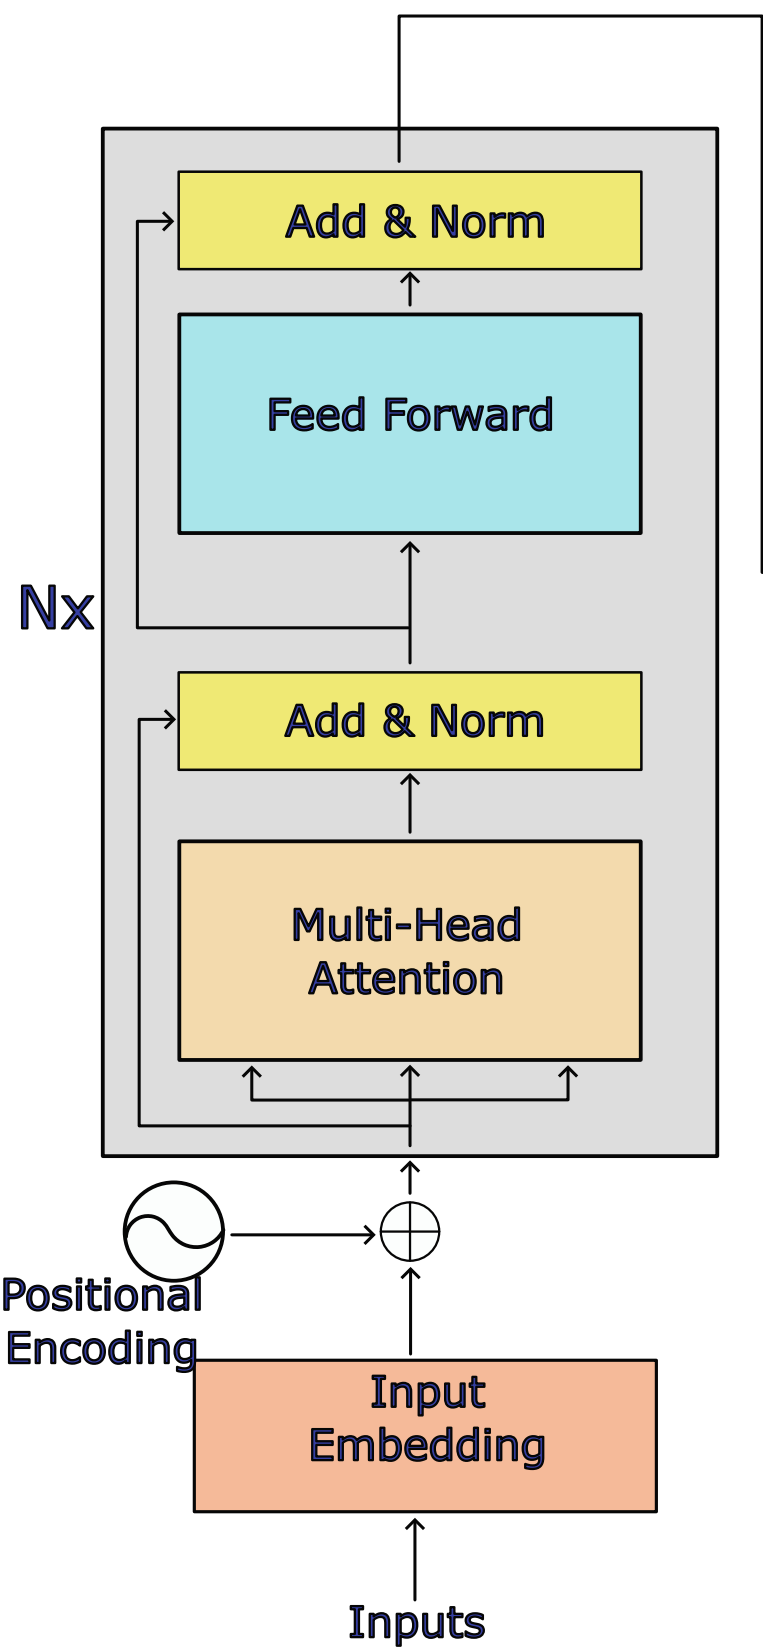 Add & Norm
Feed Forward
Nx
Add & Norm
Multi-Head
Attention
Positional
Encoding
Input
Embedding
Inputs